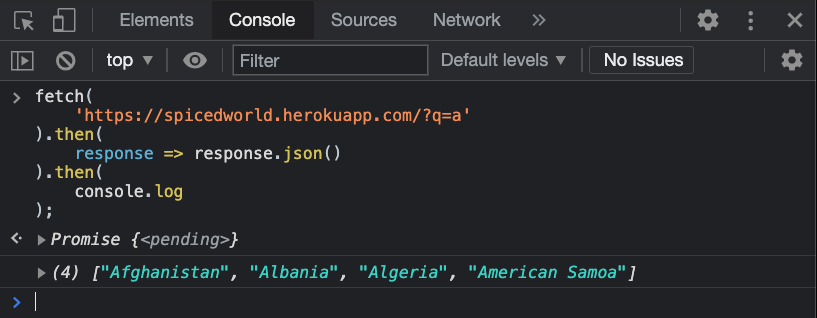 Elements Console Sources Network »
top ▼ Filter Default levels ▼ No Issues
> fetch(
'https://spicedworld.herokuapp.com/?q=a'
).then(
response => response.json()
).then(
console.log
);
Promise {<pending>}
(4) ["Afghanistan", "Albania", "Algeria", "American Samoa"]
>